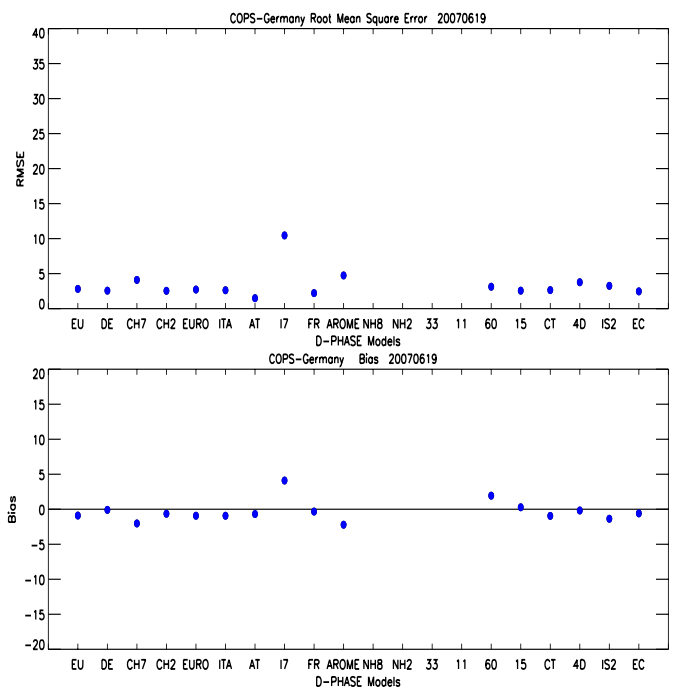 COPS-Germany Root Mean Square Error 20070619
40
35
30
25
20
15
10
5
0
RMSE
EU DE CH7 CH2 EURO ITA AT I7 FR AROME NH8 NH2 33 11 60 15 CT 4D IS2 EC
D-PHASE Models
COPS-Germany Bias 20070619
20
15
10
5
0
-5
-10
-15
-20
Bias
EU DE CH7 CH2 EURO ITA AT I7 FR AROME NH8 NH2 33 11 60 15 CT 4D IS2 EC
D-PHASE Models